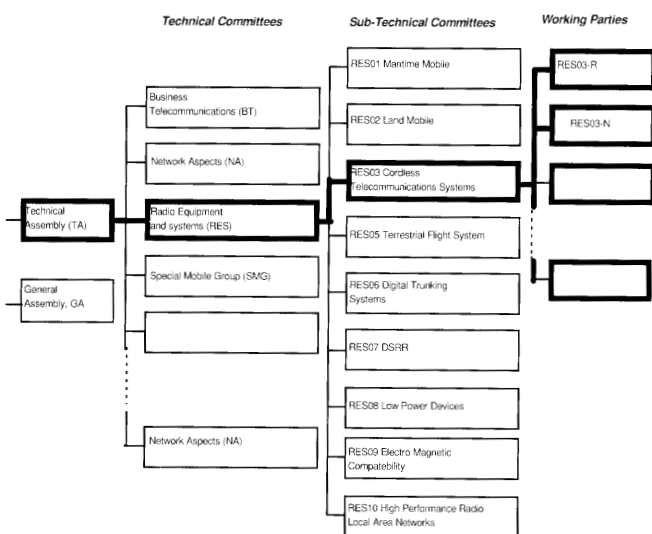 Technical Committees
Sub-Technical Committees
Working Parties
Technical
Assembly (TA)
General
Assembly, GA
Business
Telecommunications (BT)
Network Aspects (NA)
Radio Equipment
and systems (RES)
Special Mobile Group (SMG)
Network Aspects (NA)
RES01 Mantime Mobile
RES02 Land Mobile
RES03 Cordless
Telecommunications Systems
RES05 Terrestrial Flight System
RES06 Digital Trunking
Systems
RES07 DSRR
RES08 Low Power Devices
RES09 Electro Magnetic
Compatebility
RES10 High Performance Radio
Local Area Networks
RES03-R
RES03-N